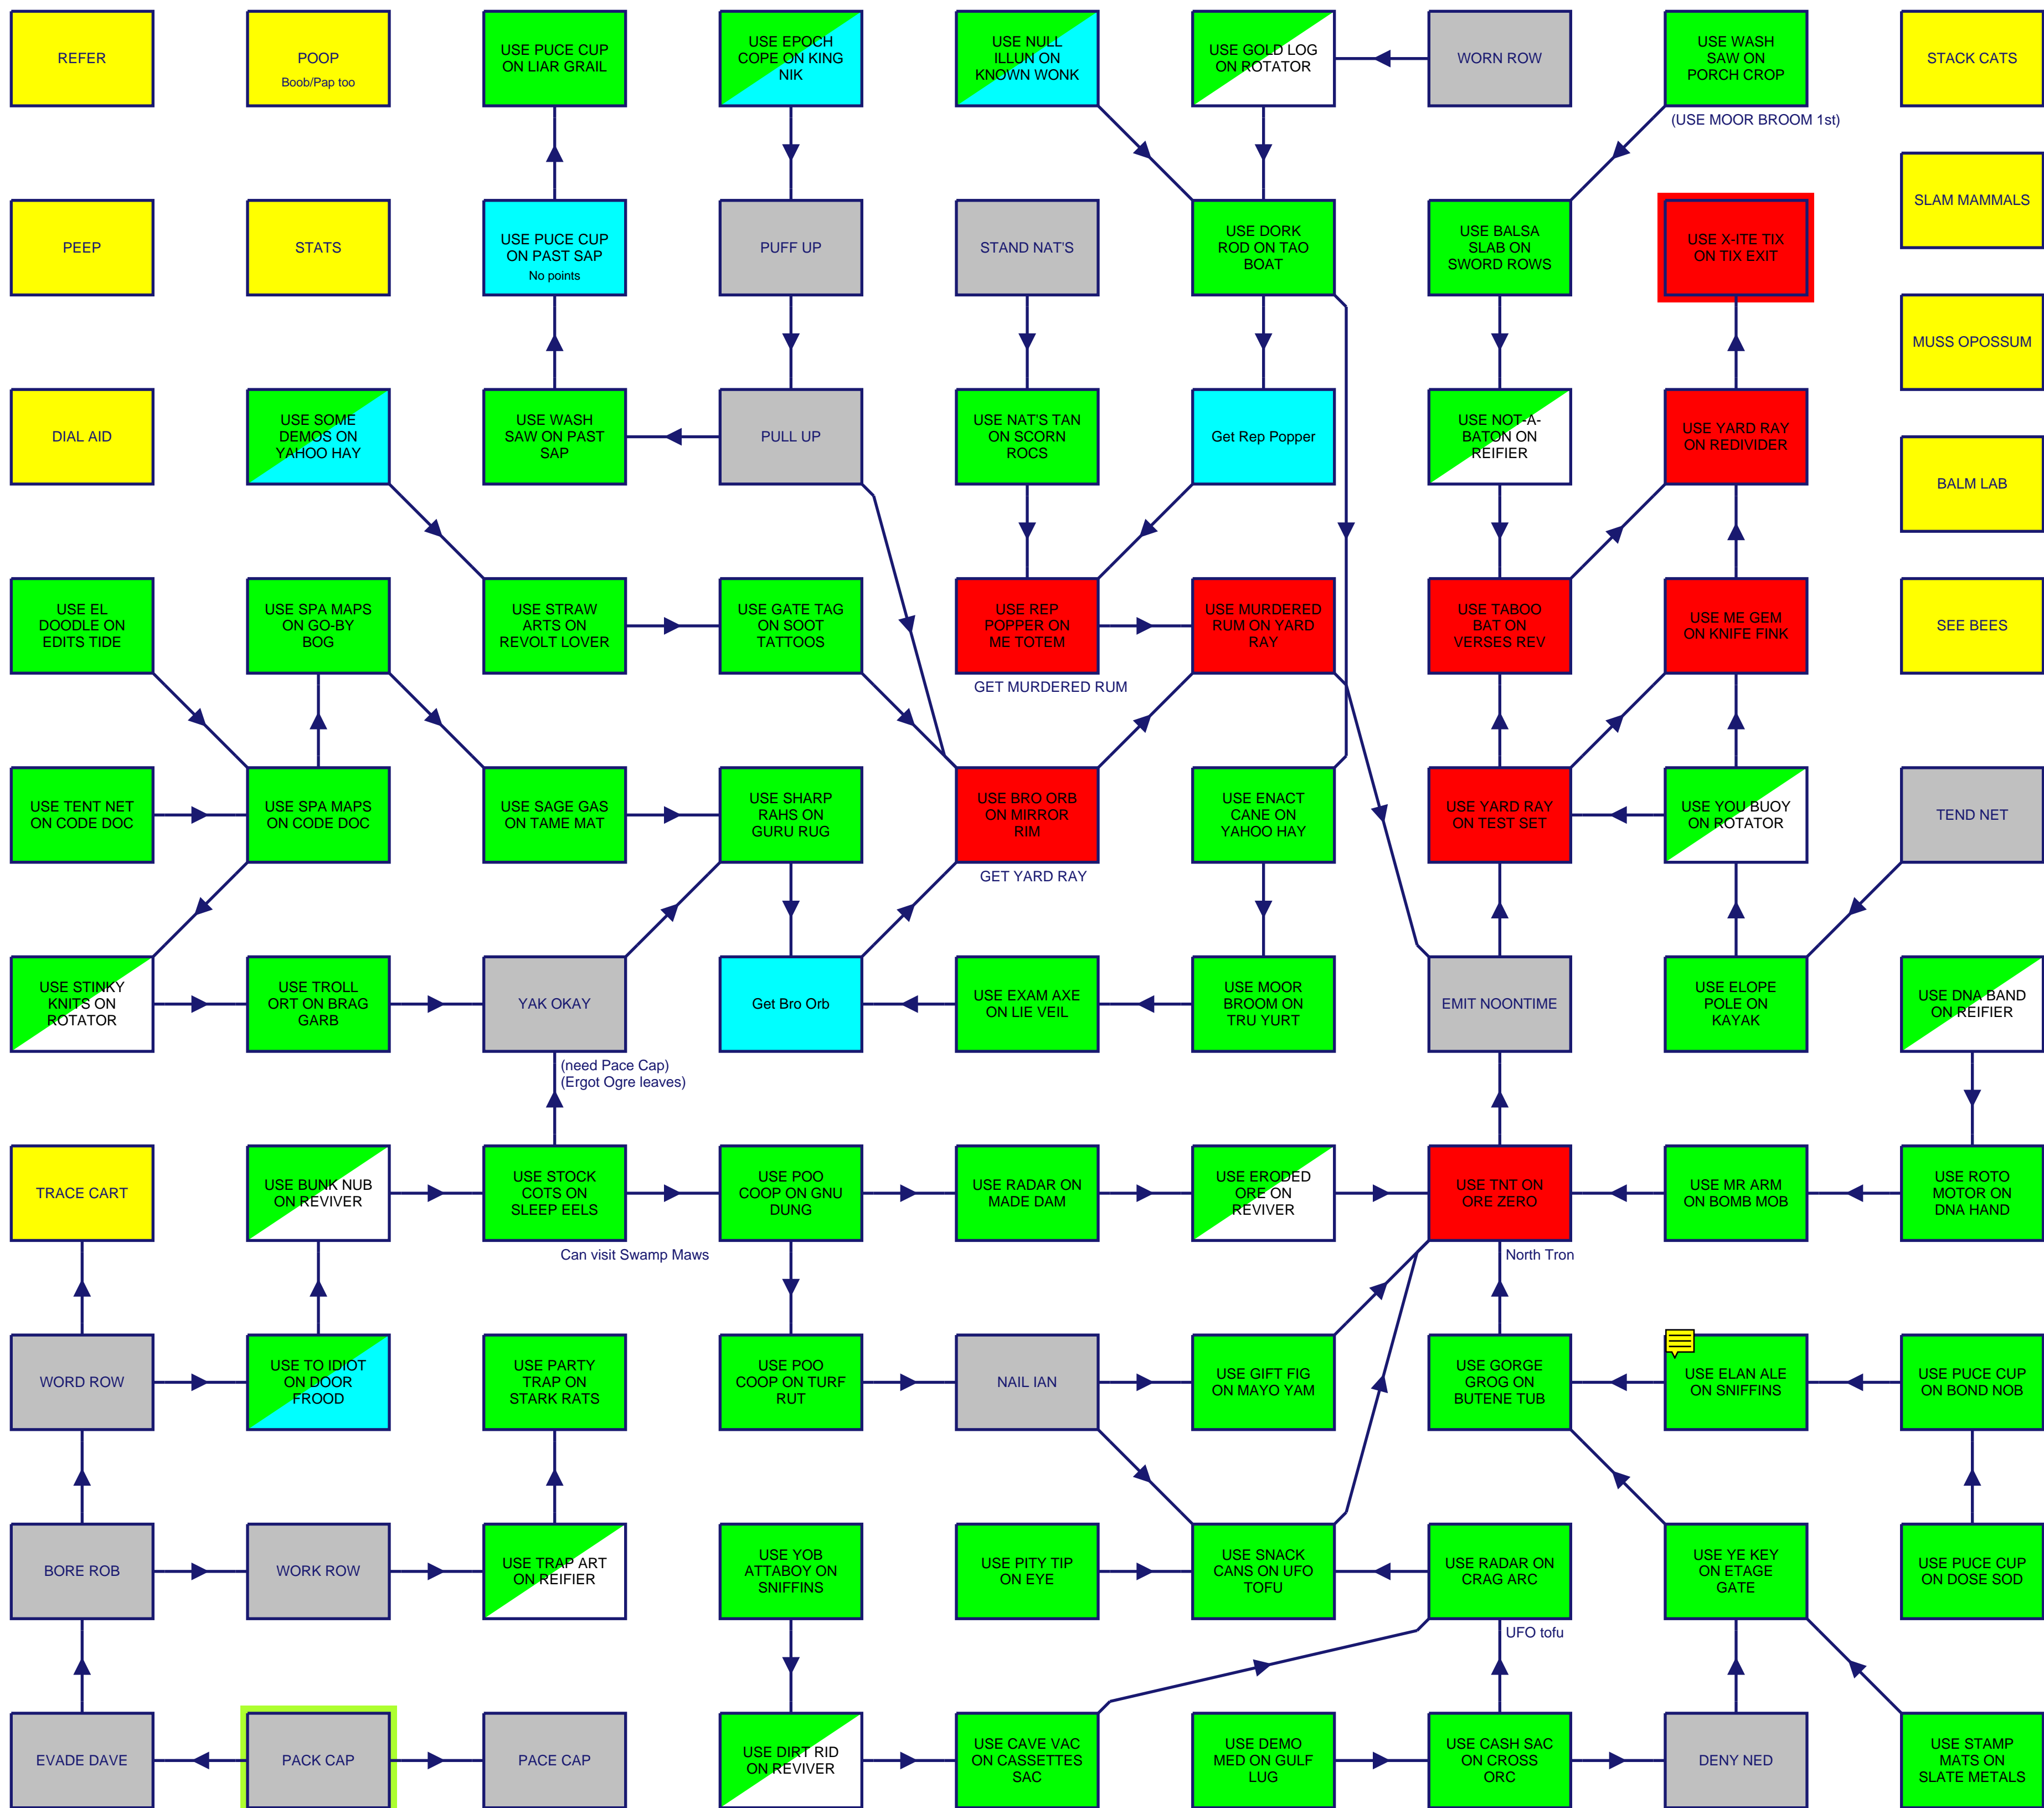 REFER
POOP
Boob/Pap too
USE PUCE CUP
ON LIAR GRAIL
USE EPOCH
COPE ON KING
NIK
USE NULL
ILLUN ON
KNOWN WONK
USE GOLD LOG
ON ROTATOR
WORN ROW
USE WASH
SAW ON
PORCH CROP
(USE MOOR BROOM 1st)
STACK CATS
PEEP
STATS
USE PUCE CUP
ON PAST SAP
No points
PUFF UP
STAND NAT'S
USE DORK
ROD ON TAO
BOAT
USE BALSA
SLAB ON
SWORD ROWS
USE X-ITE TIX
ON TIX EXIT
SLAM MAMMALS
MUSS OPOSSUM
DIAL AID
USE SOME
DEMOS ON
YAHOO HAY
USE WASH
SAW ON PAST
SAP
PULL UP
USE NAT'S TAN
ON SCORN
ROCS
Get Rep Popper
USE NOT-A-
BATON ON
REIFIER
USE YARD RAY
ON REDIVIDER
BALM LAB
USE EL
DOODLE ON
EDITS TIDE
USE SPA MAPS
ON GO-BY
BOG
USE STRAW
ARTS ON
REVOLT LOVER
USE GATE TAG
ON SOOT
TATTOOS
USE REP
POPPER ON
ME TOTEM
GET MURDERED RUM
USE MURDERED
RUM ON YARD
RAY
USE TABOO
BAT ON
VERSES REV
USE ME GEM
ON KNIFE FINK
SEE BEES
USE TENT NET
ON CODE DOC
USE SPA MAPS
ON CODE DOC
USE SAGE GAS
ON TAME MAT
USE SHARP
RAHS ON
GURU RUG
USE BRO ORB
ON MIRROR
RIM
GET YARD RAY
USE ENACT
CANE ON
YAHOO HAY
USE YARD RAY
ON TEST SET
USE YOU BUOY
ON ROTATOR
TEND NET
USE STINKY
KNITS ON
ROTATOR
USE TROLL
ORT ON BRAG
GARB
YAK OKAY
(need Pace Cap)
(Ergot Ogre leaves)
Get Bro Orb
USE EXAM AXE
ON LIE VEIL
USE MOOR
BROOM ON
TRU YURT
EMIT NOONTIME
USE ELOPE
POLE ON
KAYAK
USE DNA BAND
ON REIFIER
TRACE CART
USE BUNK NUB
ON REVIVER
USE STOCK
COTS ON
SLEEP EELS
Can visit Swamp Maws
USE POO
COOP ON GNU
DUNG
USE RADAR ON
MADE DAM
USE ERODED
ORE ON
REVIVER
USE TNT ON
ORE ZERO
North Tron
USE MR ARM
ON BOMB MOB
USE ROTO
MOTOR ON
DNA HAND
WORD ROW
USE TO IDIOT
ON DOOR
FROOD
USE PARTY
TRAP ON
STARK RATS
USE POO
COOP ON TURF
RUT
NAIL IAN
USE GIFT FIG
ON MAYO YAM
USE GORGE
GROG ON
BUTENE TUB
USE ELAN ALE
ON SNIFFINS
USE PUCE CUP
ON BOND NOB
BORE ROB
WORK ROW
USE TRAP ART
ON REIFIER
USE YOB
ATTABOY ON
SNIFFINS
USE PITY TIP
ON EYE
USE SNACK
CANS ON UFO
TOFU
USE RADAR ON
CRAG ARC
UFO tofu
USE YE KEY
ON ETAGE
GATE
USE PUCE CUP
ON DOSE SOD
EVADE DAVE
PACK CAP
PACE CAP
USE DIRT RID
ON REVIVER
USE CAVE VAC
ON CASSETTES
SAC
USE DEMO
MED ON GULF
LUG
USE CASH SAC
ON CROSS
ORC
DENY NED
USE STAMP
MATS ON
SLATE METALS